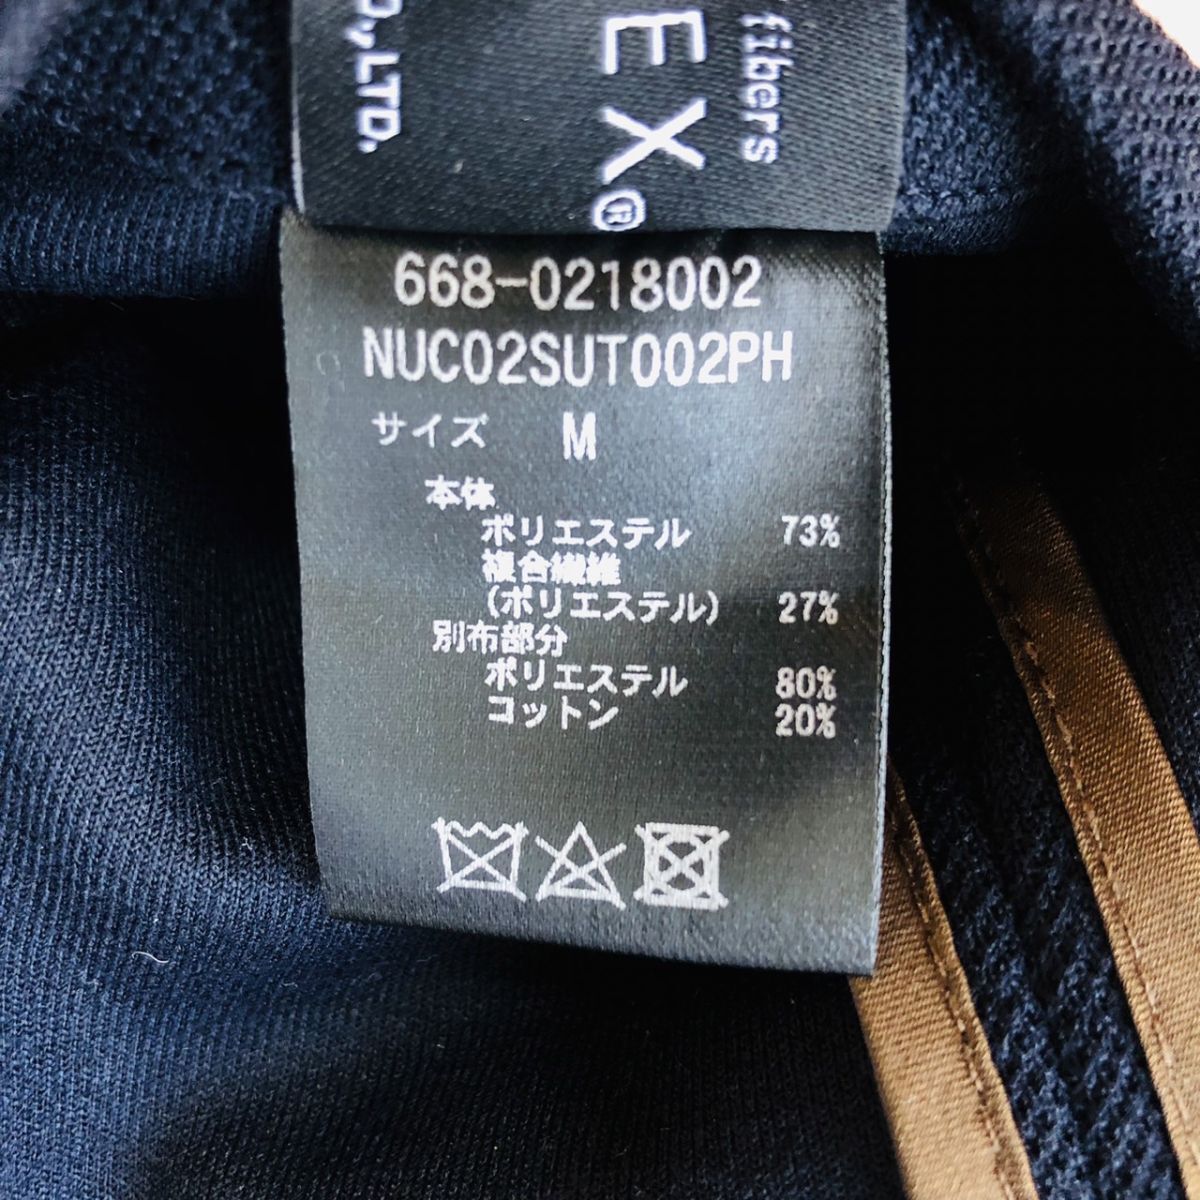 O.,LTD.
fibers
EX®
668-0218002
NUC02SUT002PH
サイズ M
本体
ポリエステル 73%
複合繊維
(ポリエステル) 27%
別布部分
ポリエステル 80%
コットン 20%